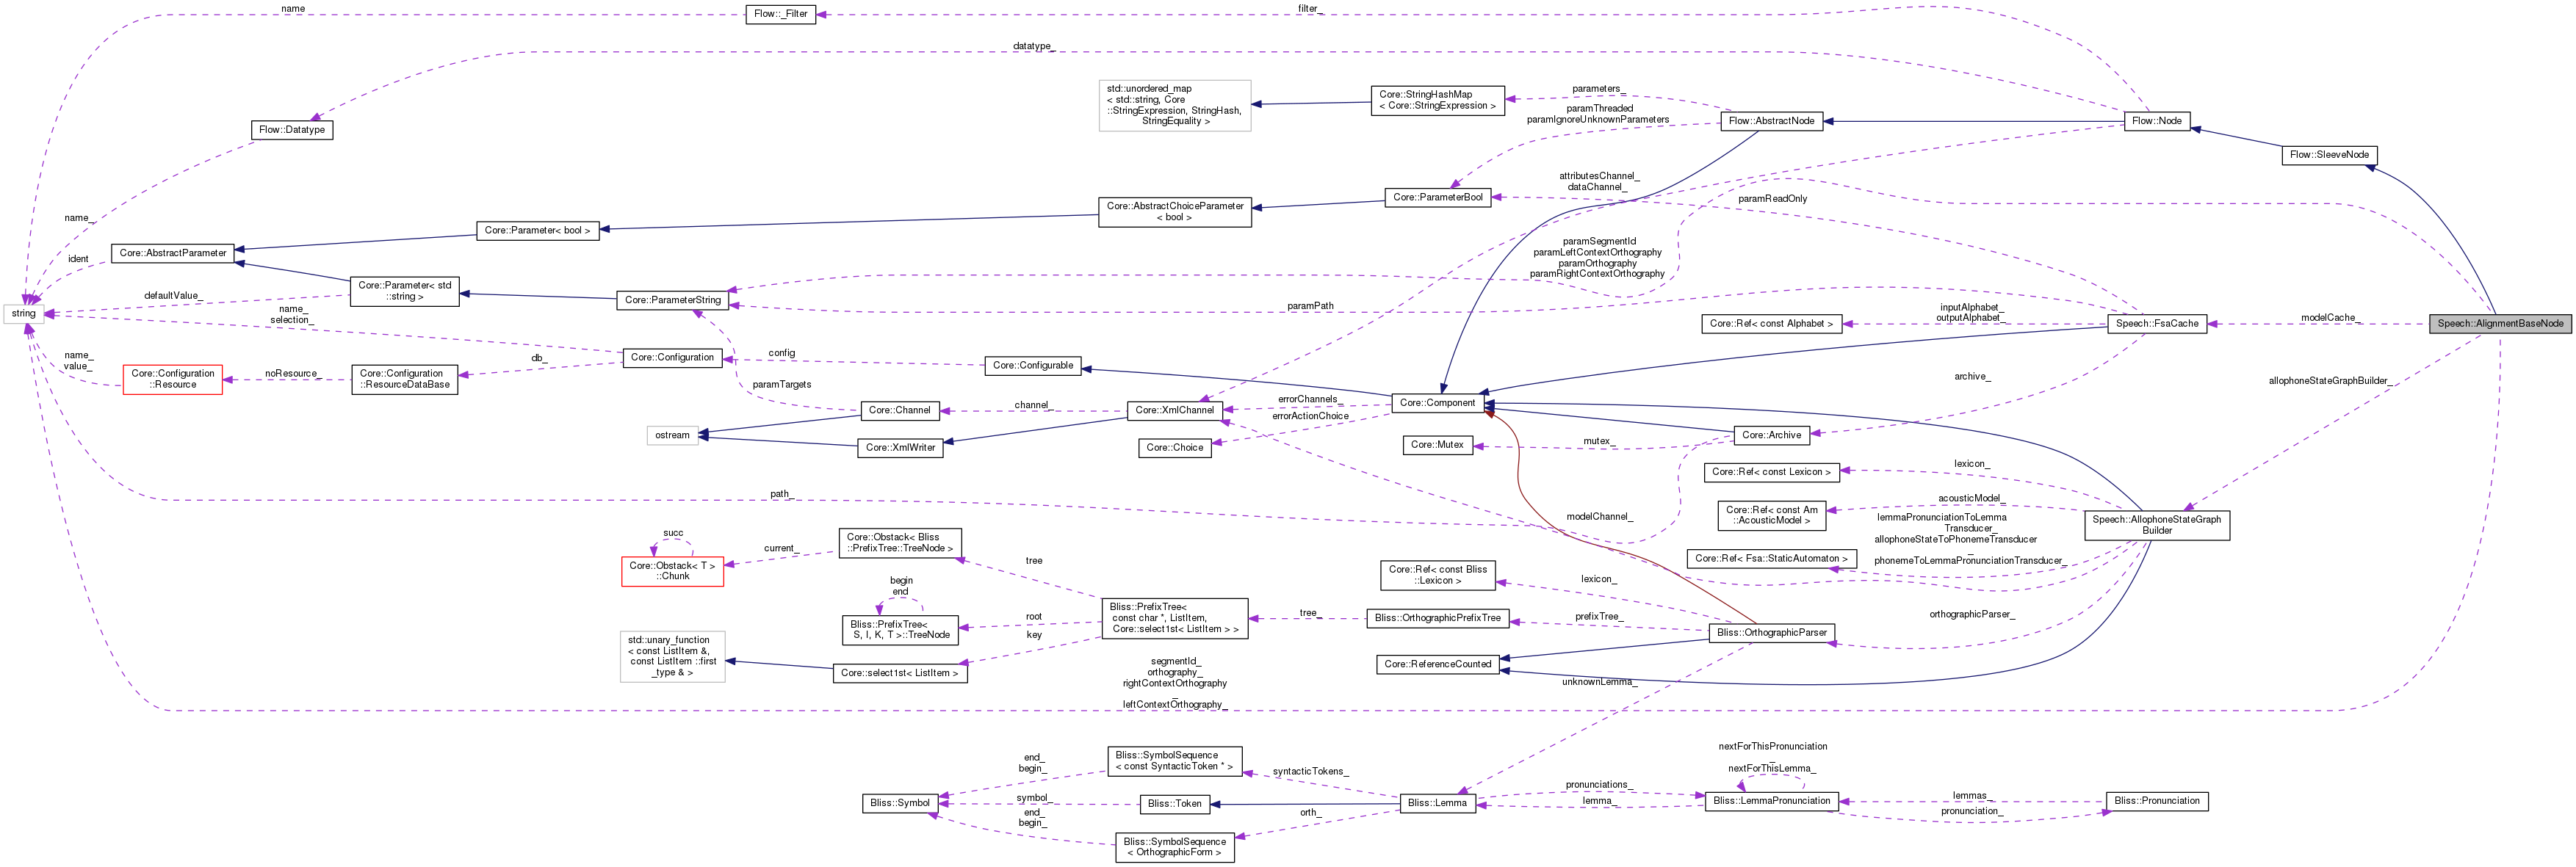 name
Flow::_Filter
filter_
datatype_
std::unordered_map
< std::string, Core
::StringExpression, StringHash,
StringEquality >
Core::StringHashMap
< Core::StringExpression >
parameters_
paramThreaded
paramIgnoreUnknownParameters
Flow::Datatype
Flow::AbstractNode
Flow::Node
Flow::SleeveNode
attributesChannel_
dataChannel_
Core::ParameterBool
paramReadOnly
Core::AbstractChoiceParameter
< bool >
name_
Core::Parameter< bool >
Core::AbstractParameter
ident
paramSegmentId
paramLeftContextOrthography
paramOrthography
paramRightContextOrthography
Core::Parameter< std
::string >
defaultValue_
Core::ParameterString
paramPath
string
name_
selection_
inputAlphabet_
outputAlphabet_
Core::Ref< const Alphabet >
Speech::FsaCache
modelCache_
Speech::AlignmentBaseNode
Core::Configuration
config
Core::Configurable
db_
name_
value_
Core::Configuration
::Resource
noResource_
Core::Configuration
::ResourceDataBase
paramTargets
archive_
allophoneStateGraphBuilder_
Core::Channel
channel_
Core::XmlChannel
errorChannels_
errorActionChoice
Core::Component
ostream
Core::XmlWriter
Core::Choice
Core::Mutex
mutex_
Core::Archive
Core::Ref< const Lexicon >
lexicon_
path_
modelChannel_
acousticModel_
Core::Ref< const Am
::AcousticModel >
lemmaPronunciationToLemma
Transducer_
allophoneStateToPhonemeTransducer
_
phonemeToLemmaPronunciationTransducer_
Speech::AllophoneStateGraph
Builder
Core::Ref< Fsa::StaticAutomaton >
succ
Core::Obstack< T >
::Chunk
current_
Core::Obstack< Bliss
::PrefixTree::TreeNode >
tree
Core::Ref< const Bliss
::Lexicon >
lexicon_
begin
end
Bliss::PrefixTree<
S, I, K, T >::TreeNode
root
key
Bliss::PrefixTree<
const char *, ListItem,
Core::select1st< ListItem > >
tree_
Bliss::OrthographicPrefixTree
prefixTree_
Bliss::OrthographicParser
orthographicParser_
std::unary_function
< const ListItem &,
const ListItem ::first
_type & >
Core::select1st< ListItem >
Core::ReferenceCounted
segmentId_
orthography_
rightContextOrthography
_
leftContextOrthography_
unknownLemma_
Bliss::SymbolSequence
< const SyntacticToken * >
end_
begin_
syntacticTokens_
nextForThisPronunciation
_
nextForThisLemma_
Bliss::Symbol
symbol_
Bliss::Token
Bliss::Lemma
pronunciations_
lemma_
Bliss::LemmaPronunciation
lemmas_
pronunciation_
Bliss::Pronunciation
end_
begin_
orth_
Bliss::SymbolSequence
< OrthographicForm >